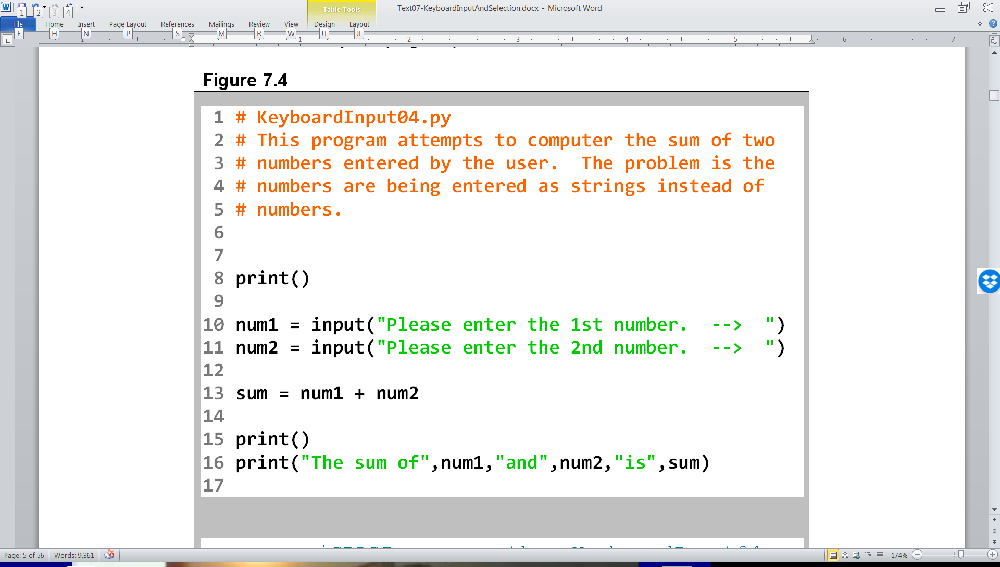 Table Tools
Text07-KeyboardInputAndSelection.docx - Microsoft Word
1 2 3 4
File Home Insert Page Layout References Mailings Review View Design Layout
F H N P S M R W JT JL
1 1 2 3 4 5 6 7
Figure 7.4
1 # KeyboardInput04.py
2 # This program attempts to computer the sum of two
3 # numbers entered by the user.  The problem is the
4 # numbers are being entered as strings instead of
5 # numbers.
6
7
8 print()
9
10 num1 = input("Please enter the 1st number.  -->  ")
11 num2 = input("Please enter the 2nd number.  -->  ")
12
13 sum = num1 + num2
14
15 print()
16 print("The sum of",num1,"and",num2,"is",sum)
17
Page: 5 of 56 Words: 9,361 174%